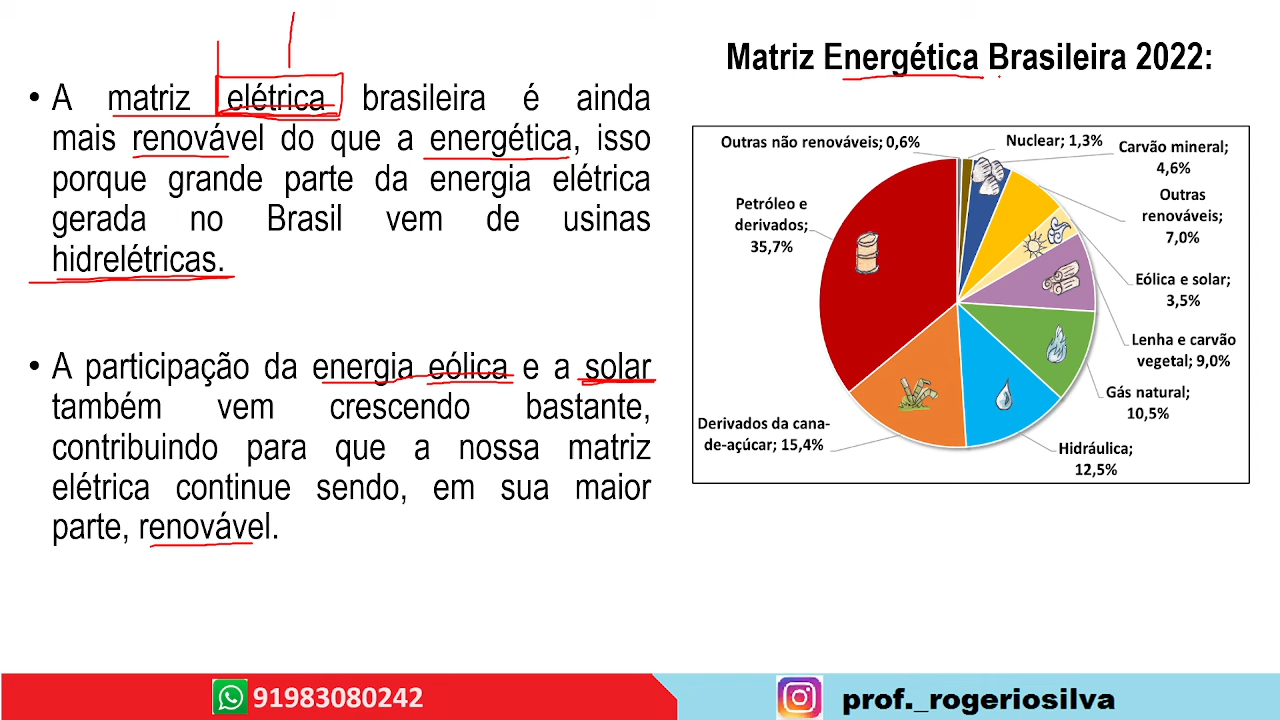 • A matriz elétrica brasileira é ainda
mais renovável do que a energética, isso
porque grande parte da energia elétrica
gerada no Brasil vem de usinas
hidrelétricas.
• A participação da energia eólica e a solar
também vem crescendo bastante,
contribuindo para que a nossa matriz
elétrica continue sendo, em sua maior
parte, renovável.
Matriz Energética Brasileira 2022:
Outras não renováveis; 0,6%
Nuclear; 1,3%
Carvão mineral;
4,6%
Outras
renováveis;
7,0%
Eólica e solar;
3,5%
Lenha e carvão
vegetal; 9,0%
Gás natural;
10,5%
Hidráulica;
12,5%
Derivados da cana-
de-açúcar; 15,4%
Petróleo e
derivados;
35,7%
91983080242
prof._rogeriosilva